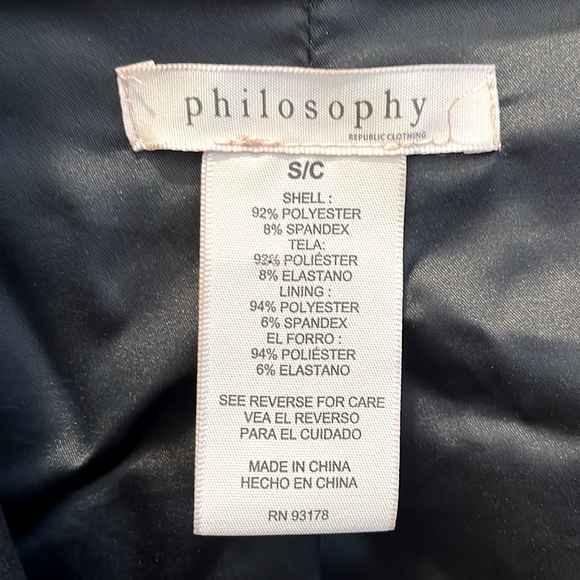 philosophy
REPUBLIC CLOTHING
S/C
SHELL :
92% POLYESTER
8% SPANDEX
TELA:
92% POLIÉSTER
8% ELASTANO
LINING :
94% POLYESTER
6% SPANDEX
EL FORRO :
94% POLIÉSTER
6% ELASTANO
SEE REVERSE FOR CARE
VEA EL REVERSO
PARA EL CUIDADO
MADE IN CHINA
HECHO EN CHINA
RN 93178